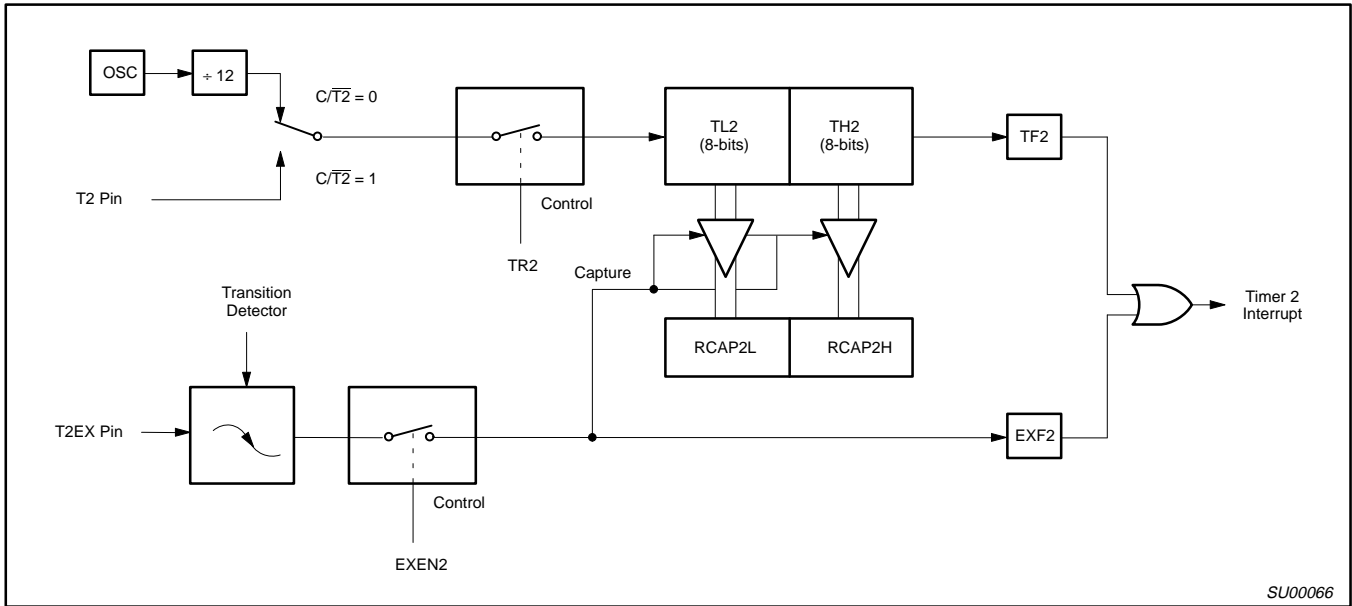 OSC
÷ 12
C/T2 = 0
C/T2 = 1
T2 Pin
TL2
(8-bits)
TH2
(8-bits)
TF2
Control
TR2
Capture
Transition
Detector
RCAP2L
RCAP2H
Timer 2
Interrupt
T2EX Pin
EXF2
Control
EXEN2
SU00066